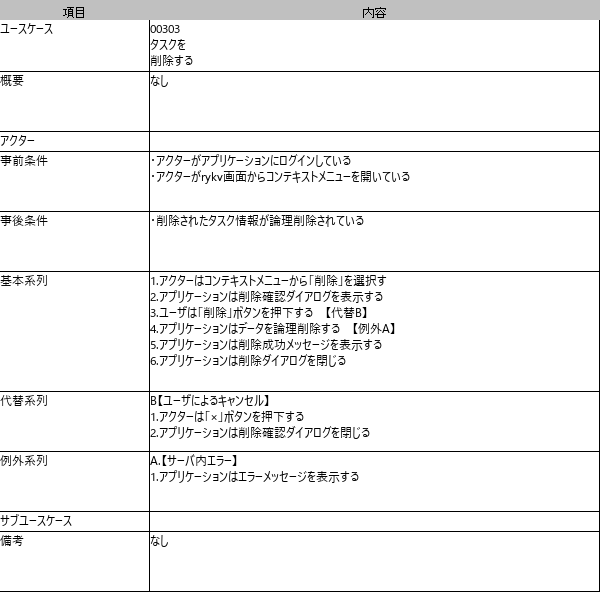 項目 内容
ユースケース 00303
タスクを
削除する
概要 なし
アクター
事前条件 ・アクターがアプリケーションにログインしている
・アクターがrykv画面からコンテキストメニューを開いている
事後条件 ・削除されたタスク情報が論理削除されている
基本系列 1.アクターはコンテキストメニューから「削除」を選択す
2.アプリケーションは削除確認ダイアログを表示する
3.ユーザは「削除」ボタンを押下する 【代替B】
4.アプリケーションはデータを論理削除する 【例外A】
5.アプリケーションは削除成功メッセージを表示する
6.アプリケーションは削除ダイアログを閉じる
代替系列 B【ユーザによるキャンセル】
1.アクターは「×」ボタンを押下する
2.アプリケーションは削除確認ダイアログを閉じる
例外系列 A.【サーバ内エラー】
1.アプリケーションはエラーメッセージを表示する
サブユースケース
備考 なし